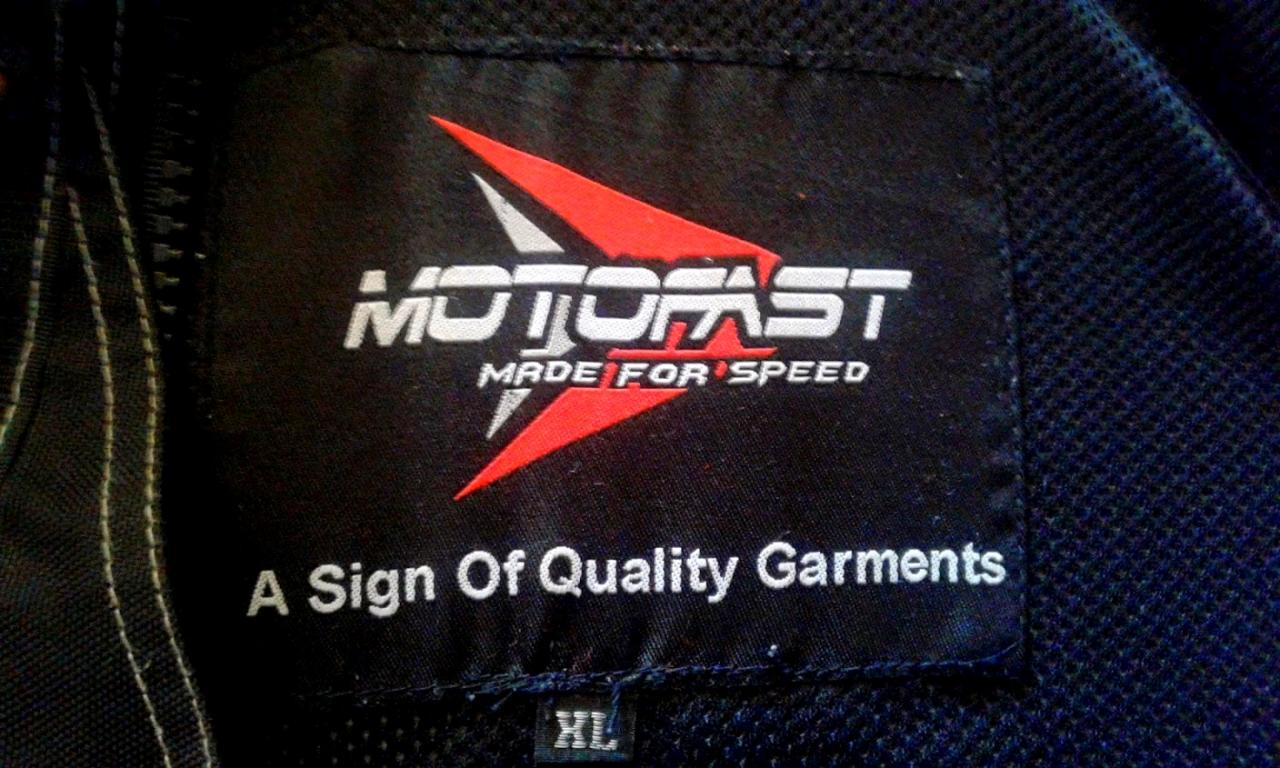 MOTOFAST
MADE FOR SPEED
A Sign Of Quality Garments
XL